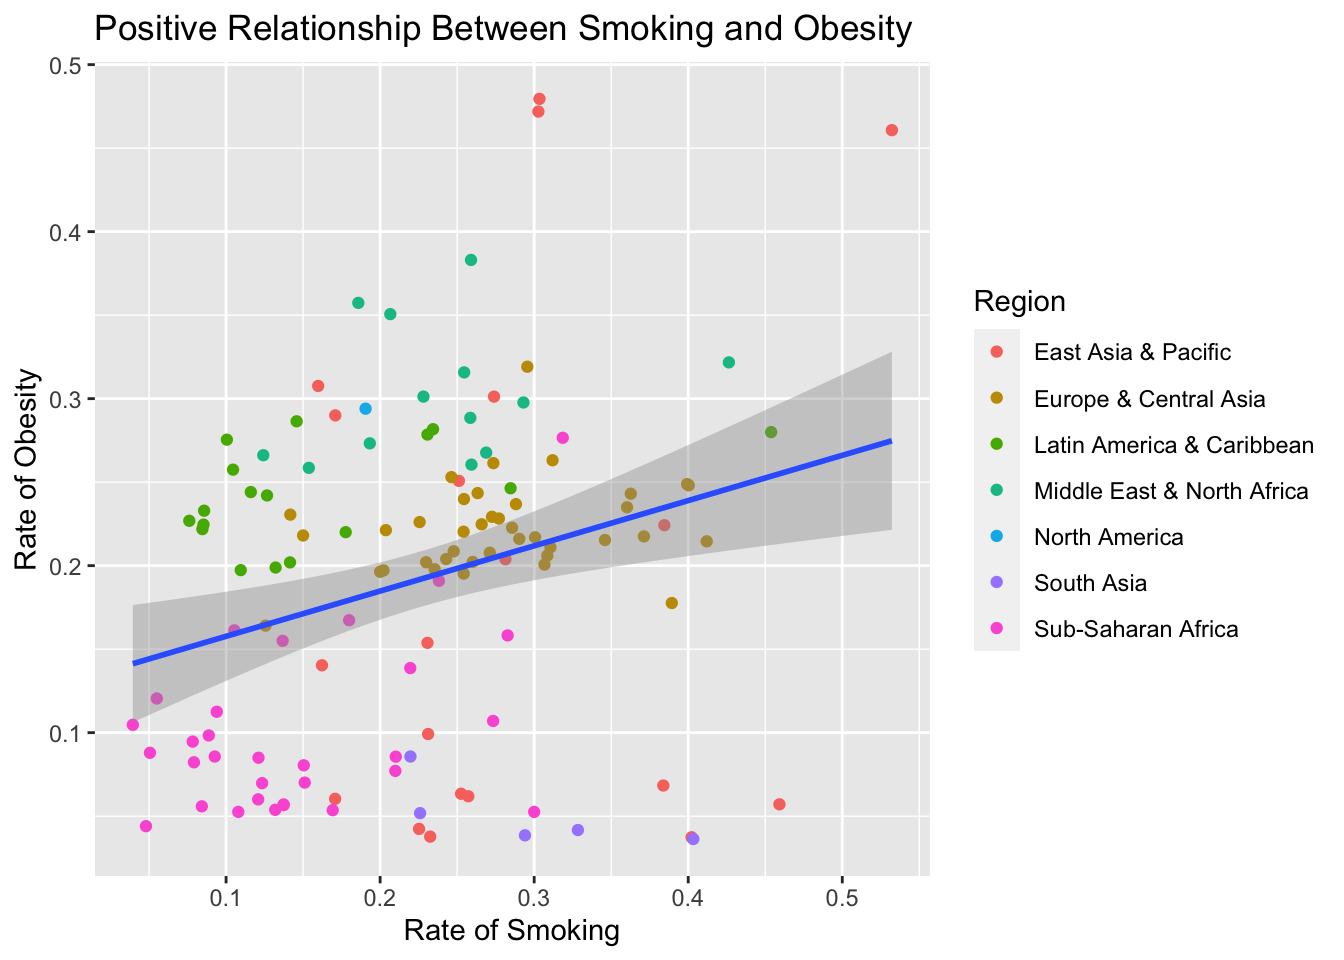 Positive Relationship Between Smoking and Obesity
0.5
0.4
0.3
0.2
0.1
Rate of Obesity
0.1 0.2 0.3 0.4 0.5
Rate of Smoking
Region
East Asia & Pacific
Europe & Central Asia
Latin America & Caribbean
Middle East & North Africa
North America
South Asia
Sub-Saharan Africa